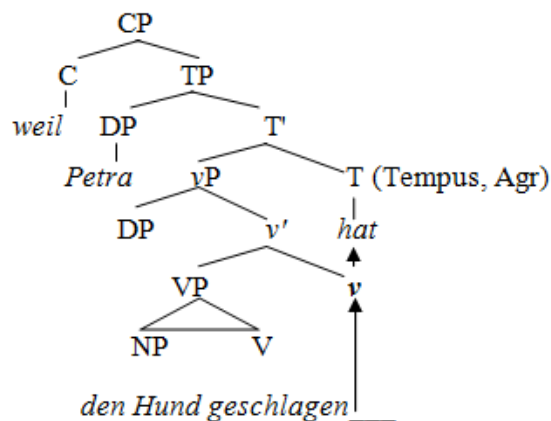 CP
C TP
weil DP T'
Petra vP T (Tempus, Agr)
DP v' hat
VP v
NP V
den Hund geschlagen